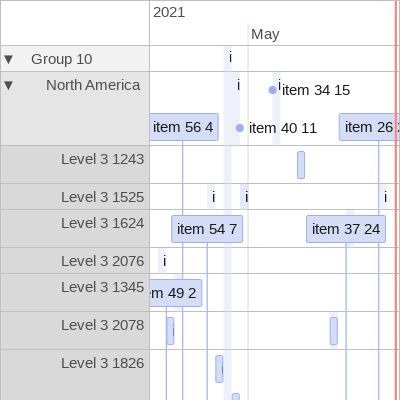 2021
May
▼ Group 10 i
▼ North America i i item 34 15
item 56 4 item 40 11 item 26
Level 3 1243
Level 3 1525 i i i
Level 3 1624 item 54 7 item 37 24
Level 3 2076 i
Level 3 1345 em 49 2
Level 3 2078 i
Level 3 1826 i